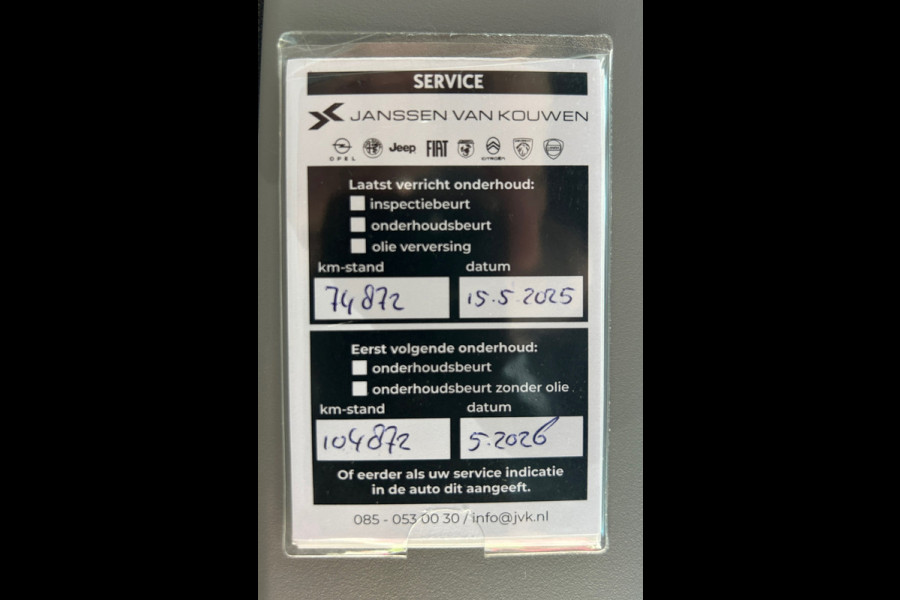 SERVICE
JANSSEN VAN KOUWEN
OPEL Jeep FIAT CITROËN
Laatst verricht onderhoud:
inspectiebeurt
onderhoudsbeurt
olie verversing
km-stand datum
74872 15.5.2025
Eerst volgende onderhoud:
onderhoudsbeurt
onderhoudsbeurt zonder olie
km-stand datum
104872 5.2026
Of eerder als uw service indicatie
in de auto dit aangeeft.
085 - 053 00 30 / info@jvk.nl